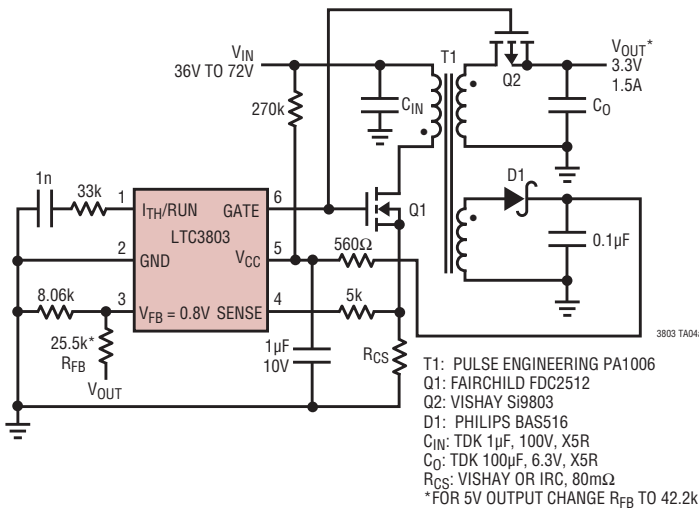 VIN
36V TO 72V
T1
Q2
VOUT*
3.3V
1.5A
270k
CIN
CO
1n
33k
1
ITH/RUN
GATE
6
Q1
D1
LTC3803
2
GND
VCC
5
560Ω
0.1µF
8.06k
3
VFB = 0.8V
SENSE
4
5k
25.5k*
RFB
VOUT
1µF
10V
RCS
3803 TA04a
T1: PULSE ENGINEERING PA1006
Q1: FAIRCHILD FDC2512
Q2: VISHAY Si9803
D1: PHILIPS BAS516
CIN: TDK 1µF, 100V, X5R
CO: TDK 100µF, 6.3V, X5R
RCS: VISHAY OR IRC, 80mΩ
*FOR 5V OUTPUT CHANGE RFB TO 42.2k